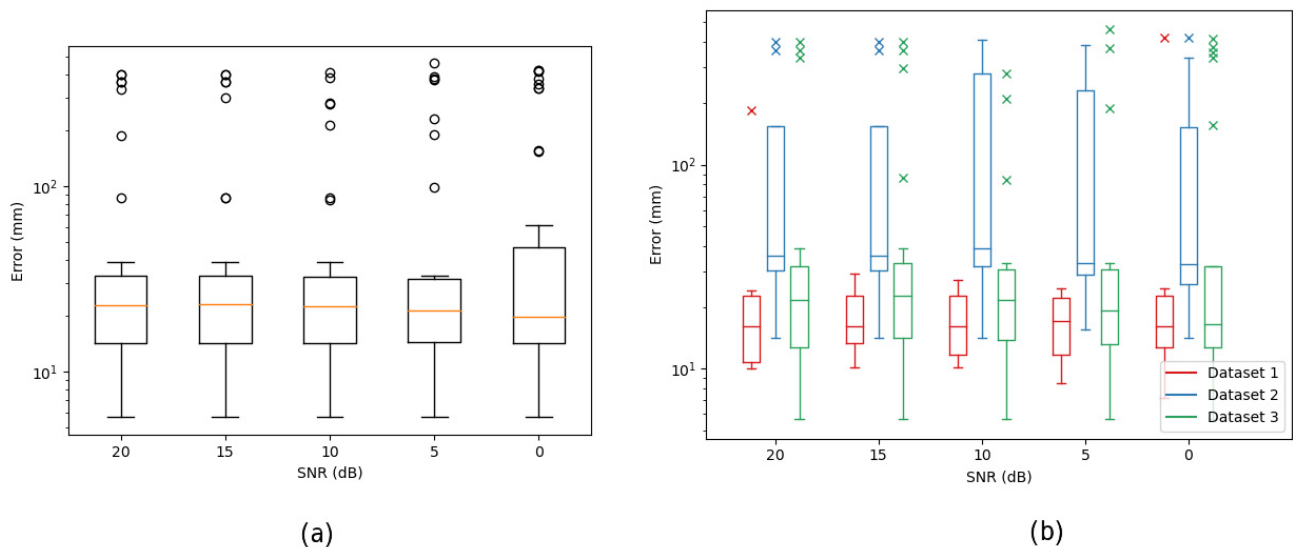 Error (mm)
10²
10¹
20 15 10 5 0
SNR (dB)
(a)
Error (mm)
10²
10¹
20 15 10 5 0
SNR (dB)
Dataset 1
Dataset 2
Dataset 3
(b)